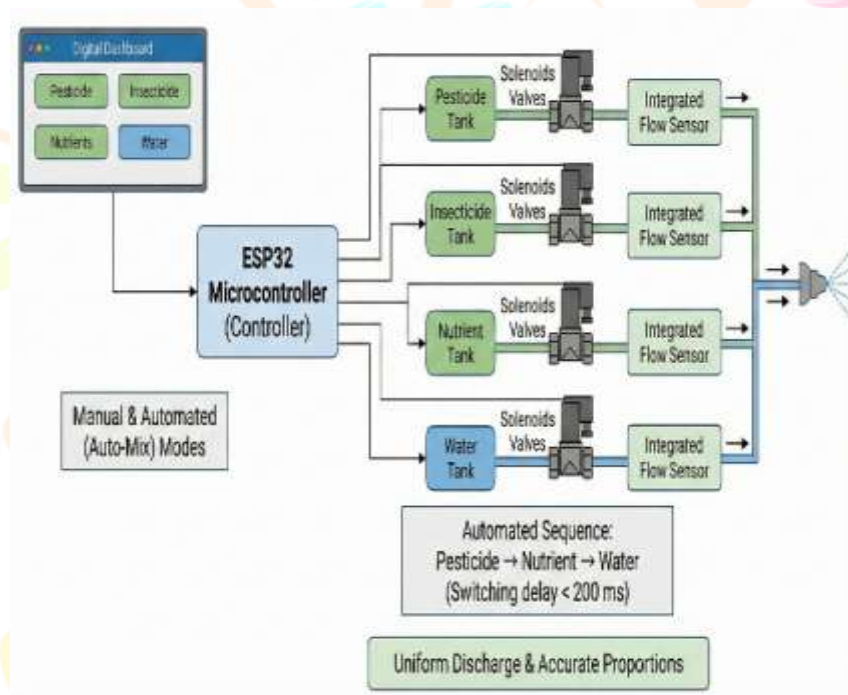 Digital Dashboard
Pesticide
Insecticide
Nutrients
Water
ESP32
Microcontroller
(Controller)
Manual & Automated
(Auto-Mix) Modes
Pesticide
Tank
Solenoids
Valves
Integrated
Flow Sensor
Insecticide
Tank
Solenoids
Valves
Integrated
Flow Sensor
Nutrient
Tank
Solenoids
Valves
Integrated
Flow Sensor
Water
Tank
Solenoids
Valves
Integrated
Flow Sensor
Automated Sequence:
Pesticide → Nutrient → Water
(Switching delay < 200 ms)
Uniform Discharge & Accurate Proportions